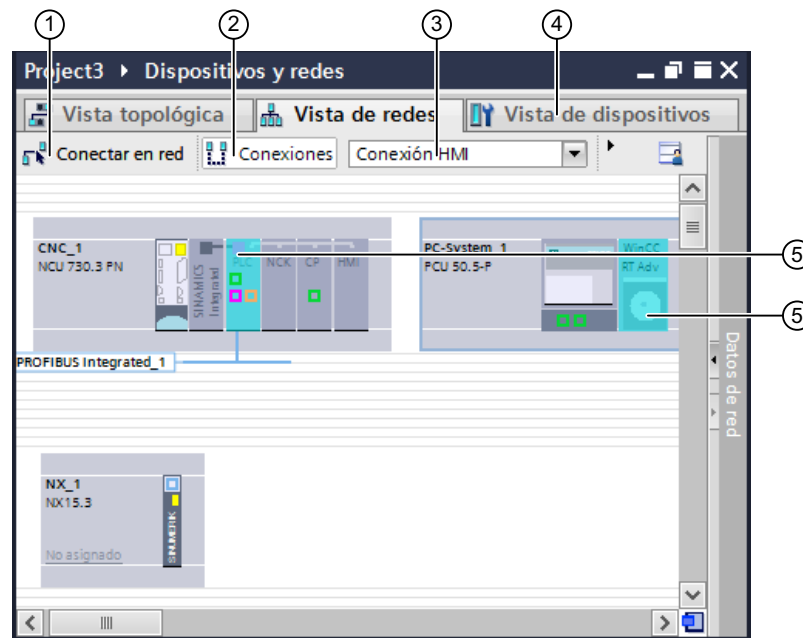 1 2 3 4
Project3 Dispositivos y redes
Vista topológica Vista de redes Vista de dispositivos
Conectar en red Conexiones Conexión HMI
CNC_1
NCU 730.3 PN
SINAMICS
Integrated
PLC NCK CP HMI
PC-System_1
PCU 50.5-P
WinCC
RT Adv
5
5
PROFIBUS Integrated_1
Datos de red
NX_1
NX15.3
No asignado
SINUMERIK